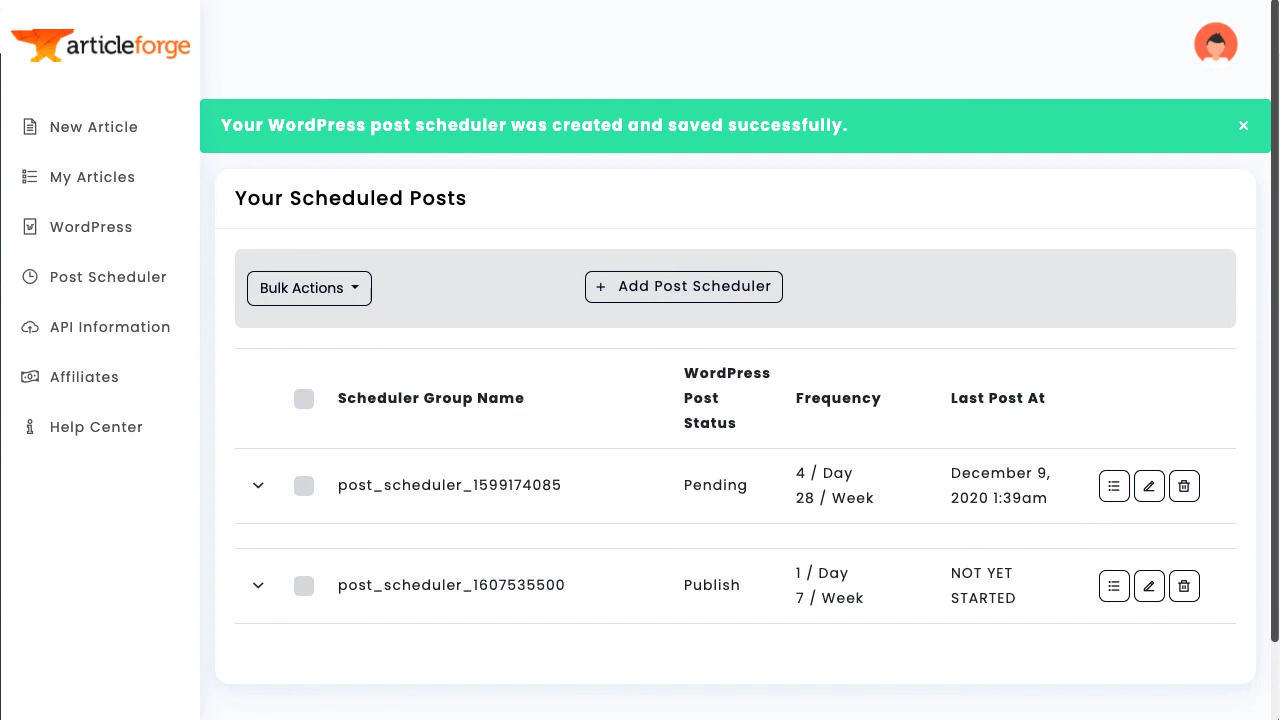 articleforge
New Article
My Articles
WordPress
Post Scheduler
API Information
Affiliates
Help Center
Your WordPress post scheduler was created and saved successfully.
Your Scheduled Posts
Bulk Actions
+ Add Post Scheduler
Scheduler Group Name
WordPress
Post
Status
Frequency
Last Post At
post_scheduler_1599174085
Pending
4 / Day
28 / Week
December 9,
2020 1:39am
post_scheduler_1607535500
Publish
1 / Day
7 / Week
NOT YET
STARTED